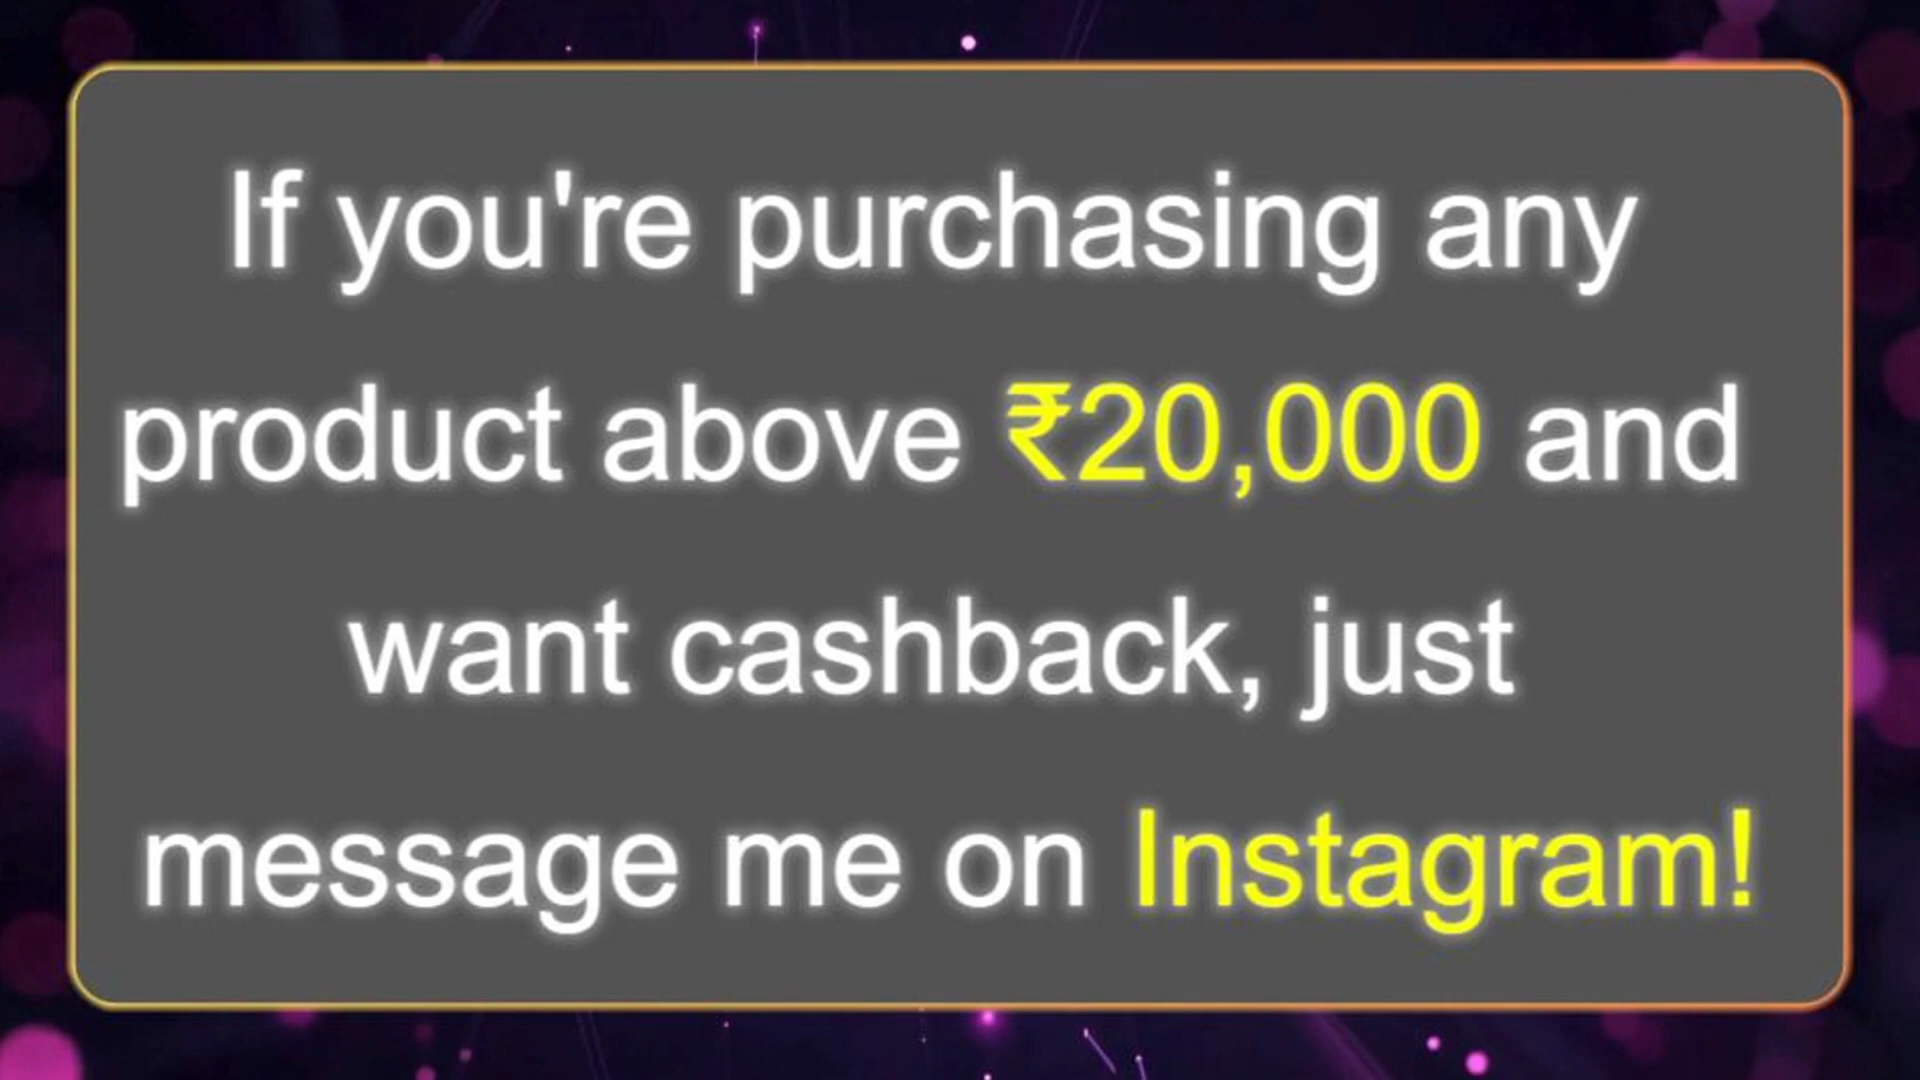 If you're purchasing any
product above ₹20,000 and
want cashback, just
message me on Instagram!